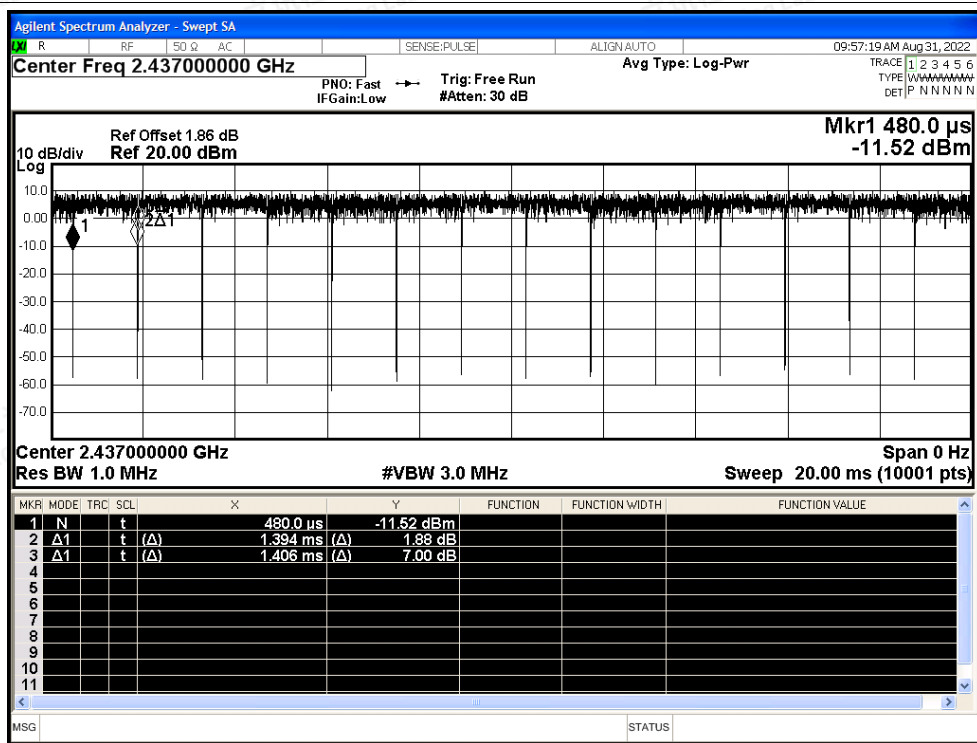 Agilent Spectrum Analyzer - Swept SA
LXI R RF 50 Ω AC SENSE:PULSE ALIGN AUTO 09:57:19 AM Aug 31, 2022
Center Freq 2.437000000 GHz Avg Type: Log-Pwr TRACE 1 2 3 4 5 6
PNO: Fast Trig: Free Run TYPE WWWWWW
IFGain:Low #Atten: 30 dB DET P N N N N N
Mkr1 480.0 µs
Ref Offset 1.86 dB
10 dB/div Ref 20.00 dBm -11.52 dBm
Log
10.0
0.00
1 2Δ1
-10.0
-20.0
-30.0
-40.0
-50.0
-60.0
-70.0
Center 2.437000000 GHz Span 0 Hz
Res BW 1.0 MHz #VBW 3.0 MHz Sweep 20.00 ms (10001 pts)
MKR MODE TRC SCL X Y FUNCTION FUNCTION WIDTH FUNCTION VALUE
1 N t 480.0 µs -11.52 dBm
2 Δ1 t (Δ) 1.394 ms (Δ) 1.88 dB
3 Δ1 t (Δ) 1.406 ms (Δ) 7.00 dB
4
5
6
7
8
9
10
11
MSG STATUS